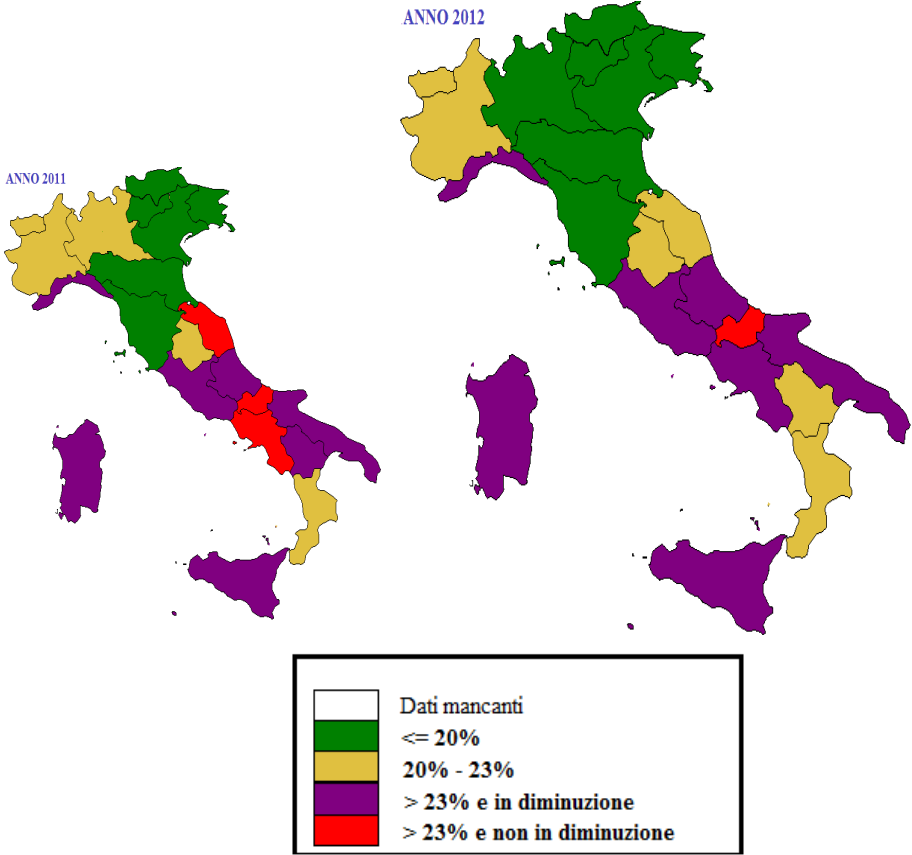 ANNO 2012
ANNO 2011
Dati mancanti
<= 20%
20% - 23%
> 23% e in diminuzione
> 23% e non in diminuzione